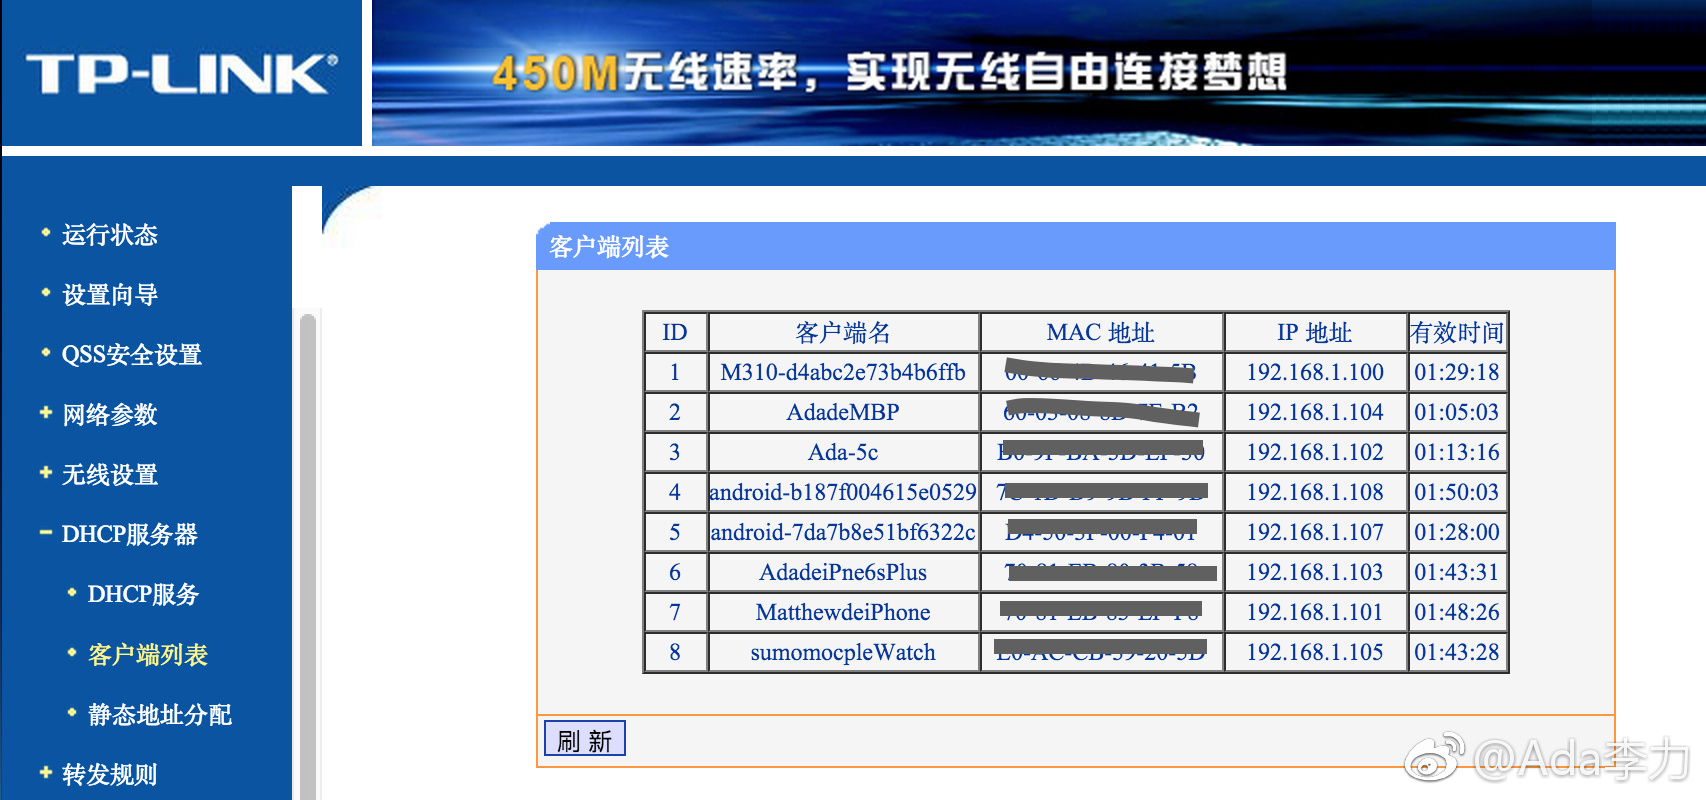 TP-LINK®
450M无线速率，实现无线自由连接梦想
运行状态
设置向导
QSS安全设置
网络参数
无线设置
DHCP服务器
DHCP服务
客户端列表
静态地址分配
转发规则
客户端列表
ID 客户端名 MAC 地址 IP 地址 有效时间
1 M310-d4abc2e73b4b6ffb 192.168.1.100 01:29:18
2 AdadeMBP 192.168.1.104 01:05:03
3 Ada-5c 192.168.1.102 01:13:16
4 android-b187f004615e0529 192.168.1.108 01:50:03
5 android-7da7b8e51bf6322c 192.168.1.107 01:28:00
6 AdadeiPne6sPlus 192.168.1.103 01:43:31
7 MatthewdeiPhone 192.168.1.101 01:48:26
8 sumomocpleWatch 192.168.1.105 01:43:28
刷 新
@Ada李力